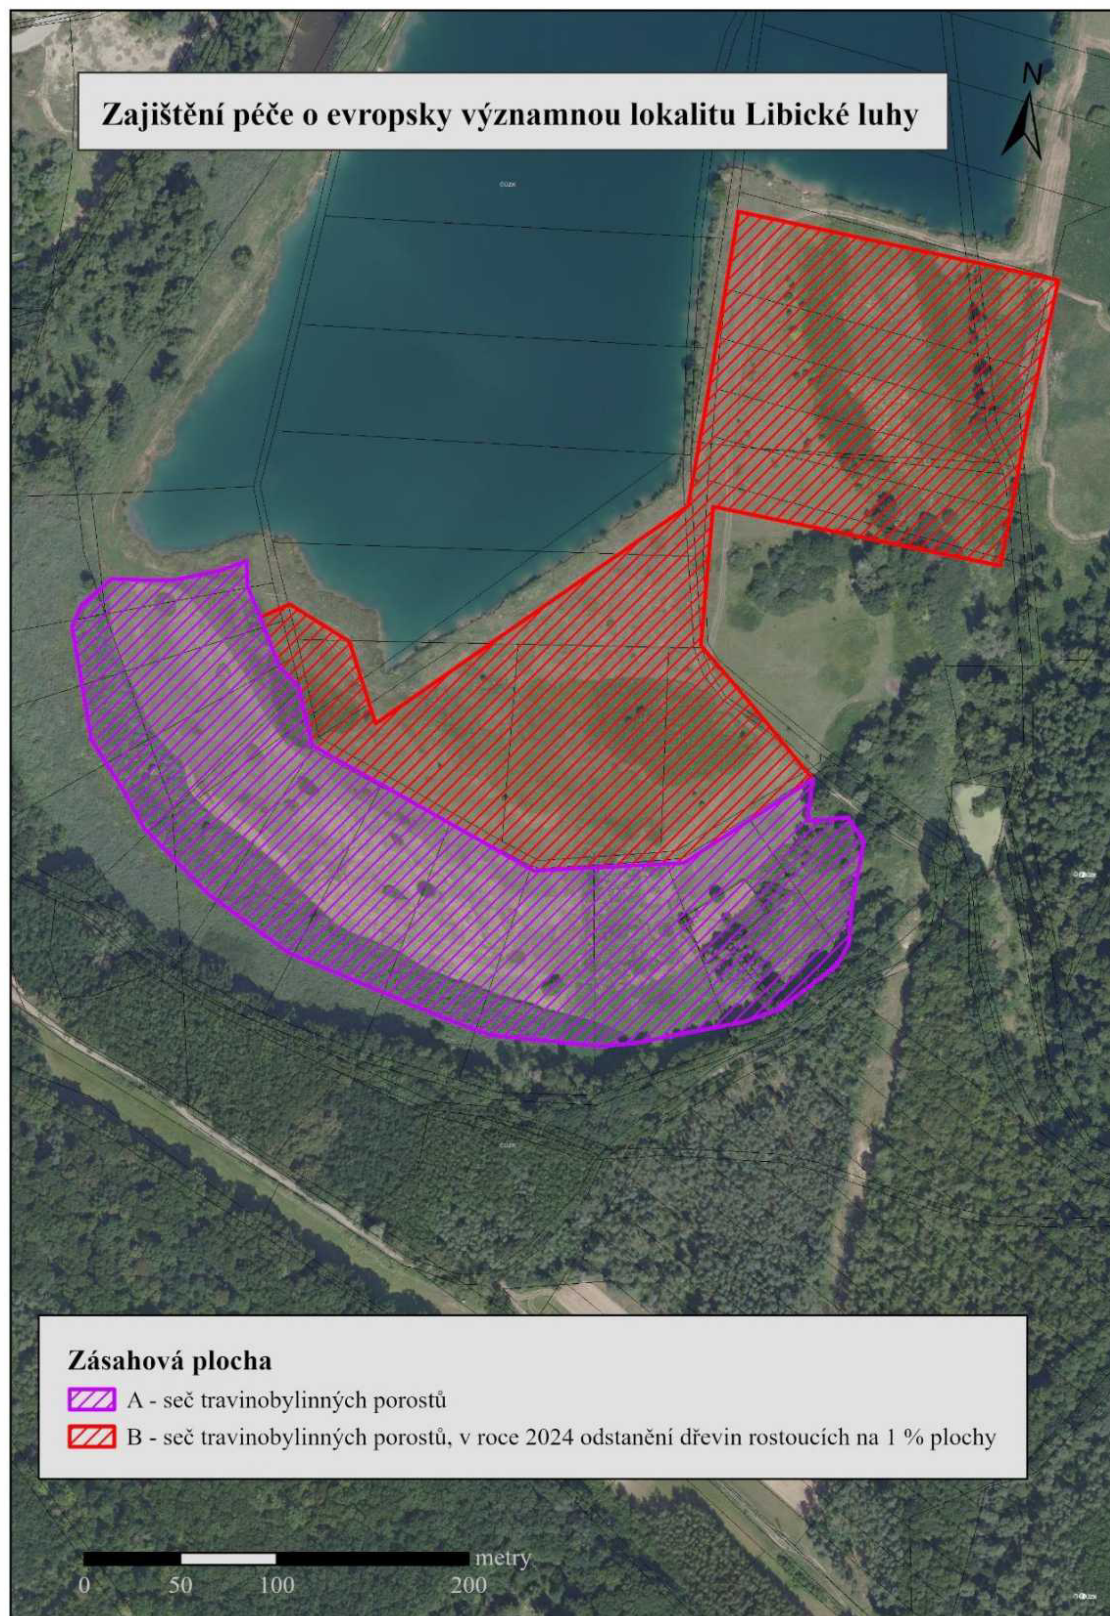 Zajištění péče o evropsky významnou lokalitu Libické luhy
N
Zásahová plocha
A - seč travinobylinných porostů
B - seč travinobylinných porostů, v roce 2024 odstanění dřevin rostoucích na 1 % plochy
metry
0 50 100 200